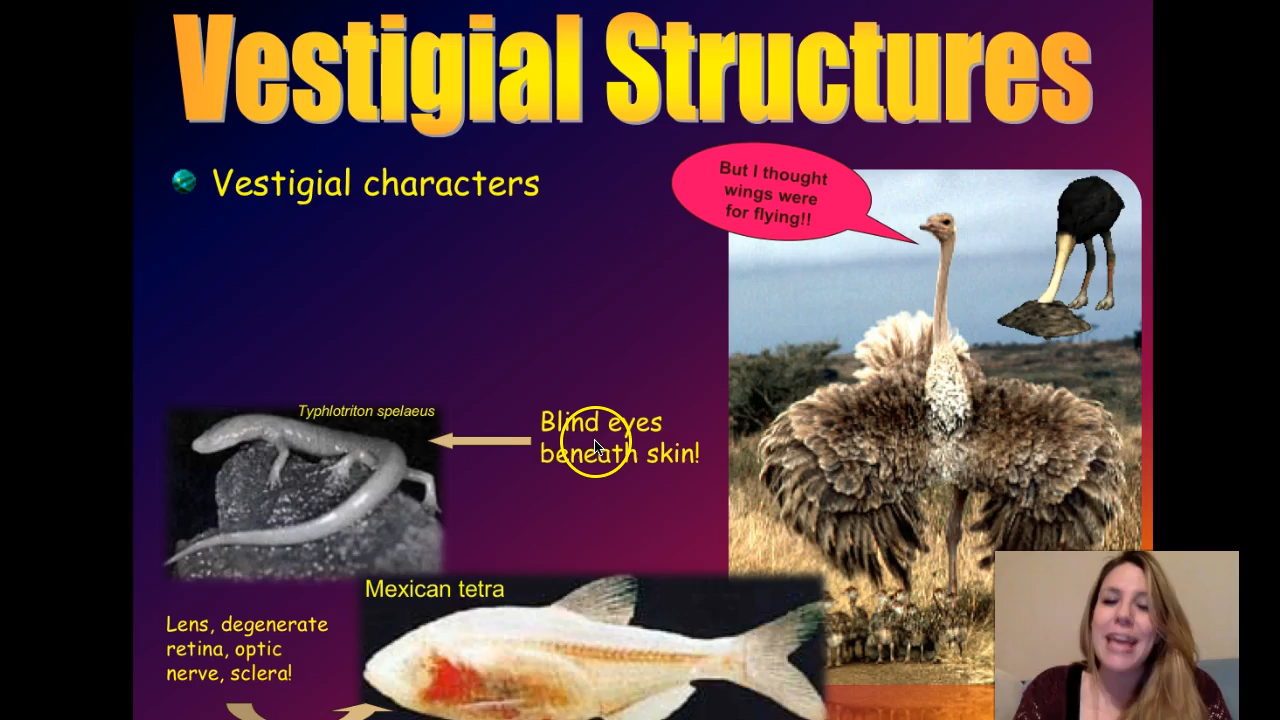 Vestigial Structures
Vestigial characters
But I thought
wings were
for flying!!
Typhlotriton spelaeus
Blind eyes
beneath skin!
Mexican tetra
Lens, degenerate
retina, optic
nerve, sclera!